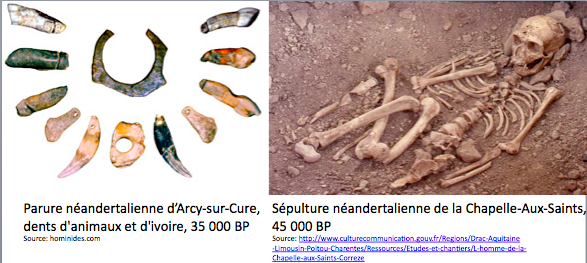 Parure néandertalienne d’Arcy-sur-Cure,
dents d'animaux et d'ivoire, 35 000 BP
Source: hominides.com
Sépulture néandertalienne de la Chapelle-Aux-Saints,
45 000 BP
Source: http://www.culturecommunication.gouv.fr/Regions/Drac-Aquitaine
-Limousin-Poitou-Charentes/Ressources/Etudes-et-chantiers/L-homme-de-la-
Chapelle-aux-Saints-Correze